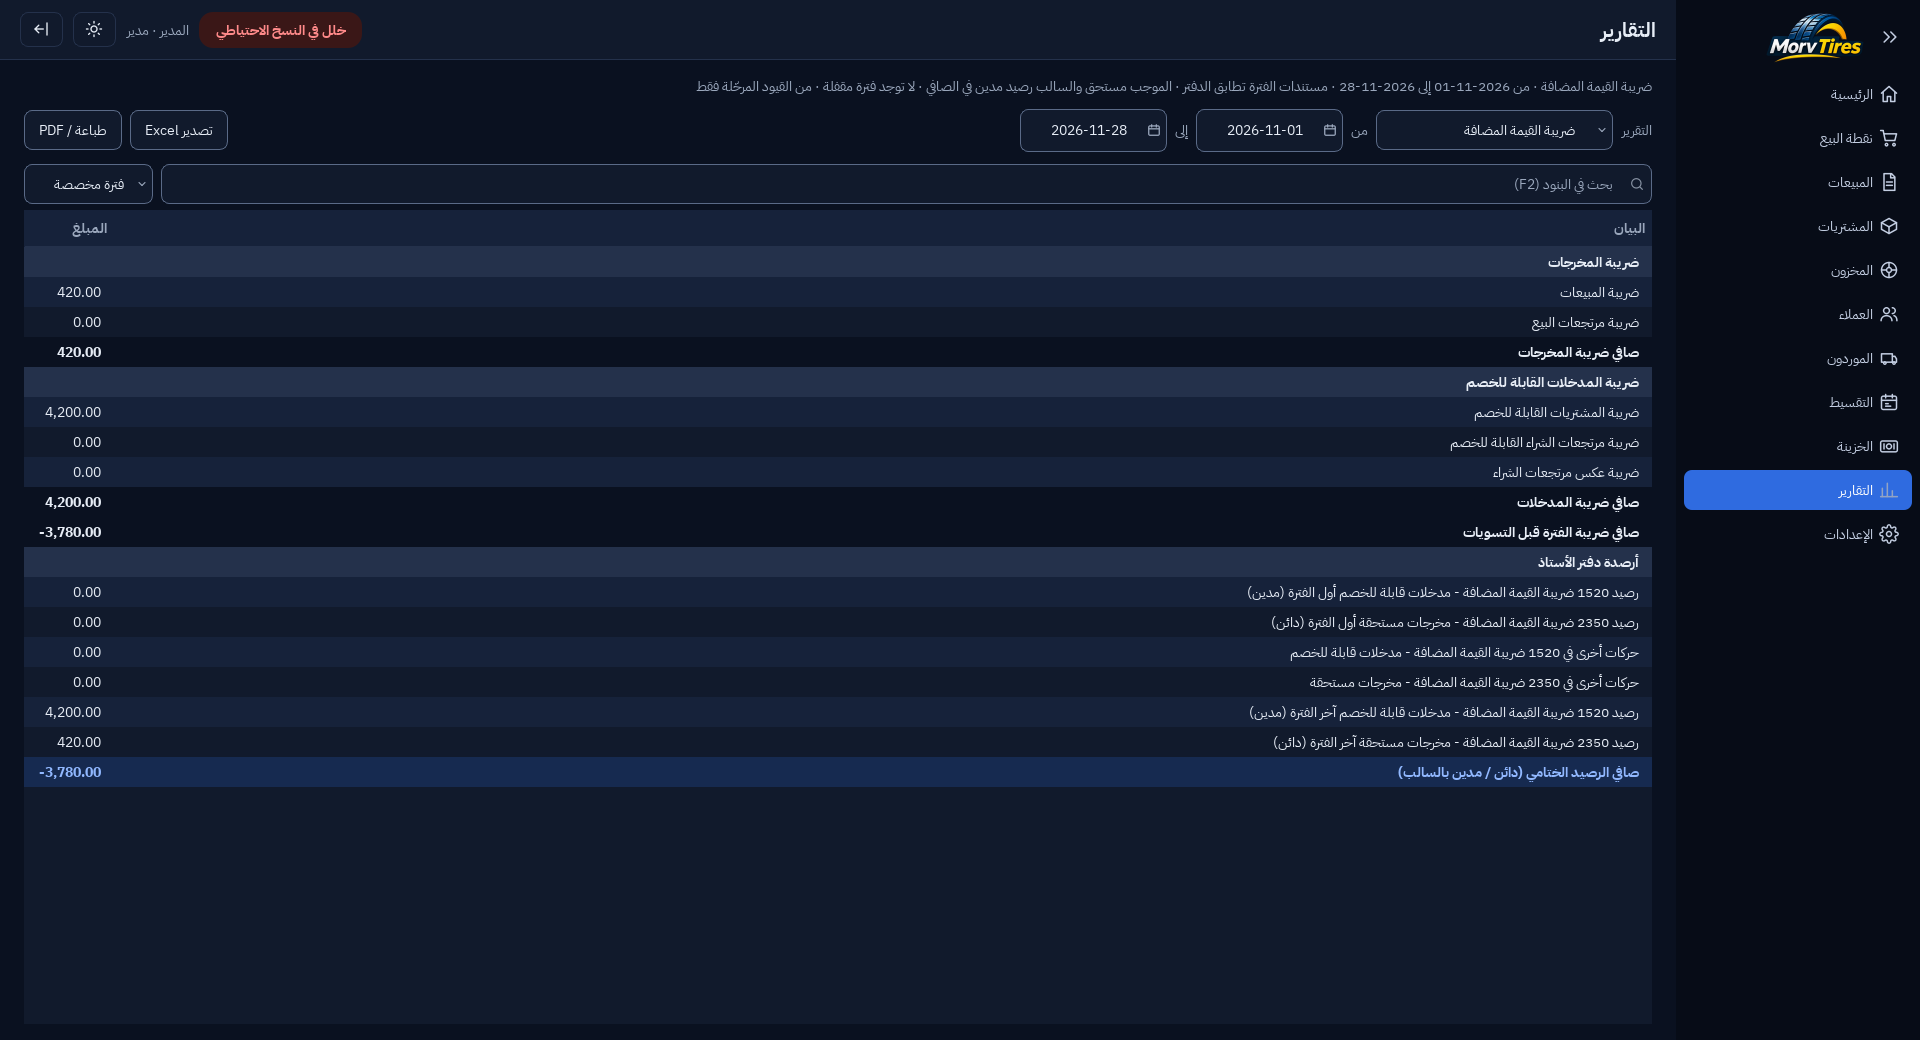 Morv Tires
الرئيسية
نقطة البيع
المبيعات
المشتريات
المخزون
العملاء
الموردون
التقسيط
الخزينة
التقارير
الإعدادات
التقارير
خلل في النسخ الاحتياطي
المدير · مدير
ضريبة القيمة المضافة · من 2026-11-01 إلى 2026-11-28 · مستندات الفترة تطابق الدفتر · الموجب مستحق والسالب رصيد مدين في الصافي · لا توجد فترة مقفلة · من القيود المرحّلة فقط
التقرير ضريبة القيمة المضافة من 2026-11-01 إلى 2026-11-28 تصدير Excel طباعة / PDF
بحث في البنود (F2) فترة مخصصة
البيان المبلغ
ضريبة المخرجات
ضريبة المبيعات 420.00
ضريبة مرتجعات البيع 0.00
صافي ضريبة المخرجات 420.00
ضريبة المدخلات القابلة للخصم
ضريبة المشتريات القابلة للخصم 4,200.00
ضريبة مرتجعات الشراء القابلة للخصم 0.00
ضريبة عكس مرتجعات الشراء 0.00
صافي ضريبة المدخلات 4,200.00
صافي ضريبة الفترة قبل التسويات -3,780.00
أرصدة دفتر الأستاذ
رصيد 1520 ضريبة القيمة المضافة - مدخلات قابلة للخصم أول الفترة (مدين) 0.00
رصيد 2350 ضريبة القيمة المضافة - مخرجات مستحقة أول الفترة (دائن) 0.00
حركات أخرى في 1520 ضريبة القيمة المضافة - مدخلات قابلة للخصم 0.00
حركات أخرى في 2350 ضريبة القيمة المضافة - مخرجات مستحقة 0.00
رصيد 1520 ضريبة القيمة المضافة - مدخلات قابلة للخصم آخر الفترة (مدين) 4,200.00
رصيد 2350 ضريبة القيمة المضافة - مخرجات مستحقة آخر الفترة (دائن) 420.00
صافي الرصيد الختامي (دائن / مدين بالسالب) -3,780.00